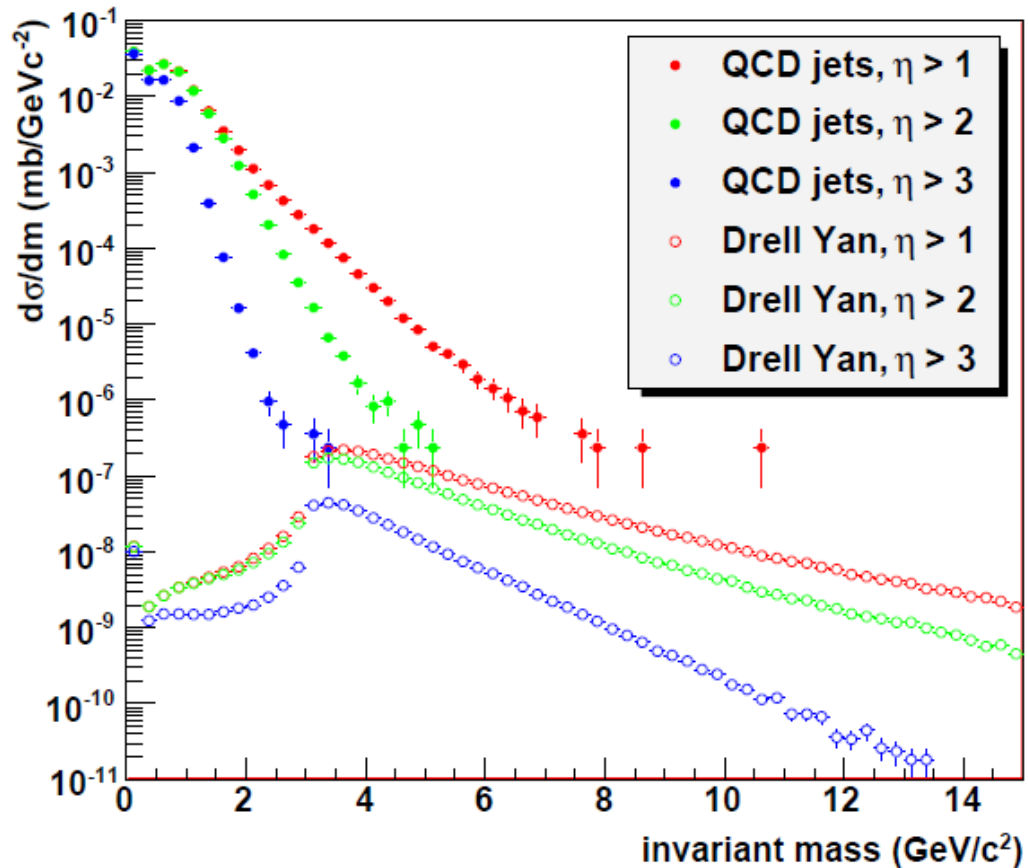 dσ/dm (mb/GeVc⁻²)
10⁻¹
10⁻²
10⁻³
10⁻⁴
10⁻⁵
10⁻⁶
10⁻⁷
10⁻⁸
10⁻⁹
10⁻¹⁰
10⁻¹¹
QCD jets, η > 1
QCD jets, η > 2
QCD jets, η > 3
Drell Yan, η > 1
Drell Yan, η > 2
Drell Yan, η > 3
0 2 4 6 8 10 12 14
invariant mass (GeV/c²)